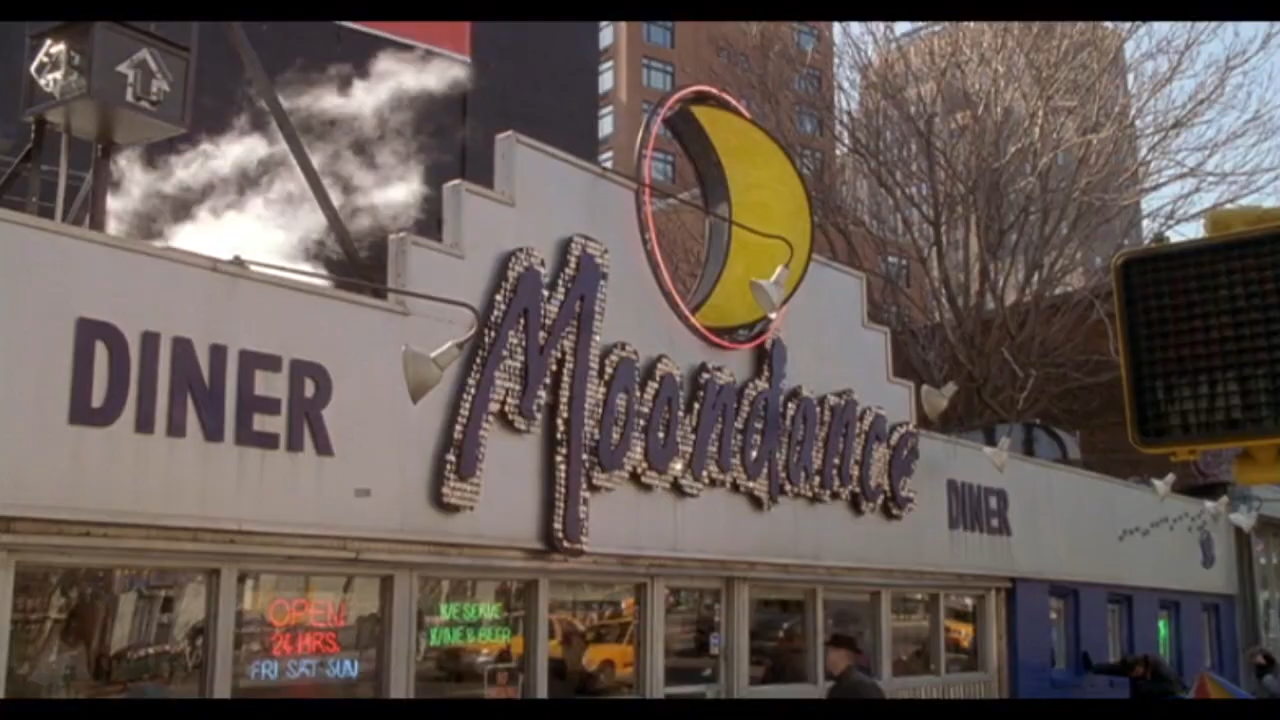 DINER
Moondance
DINER
OPEN
24 HRS.
FRI SAT SUN
WE SERVE
WINE & BEER